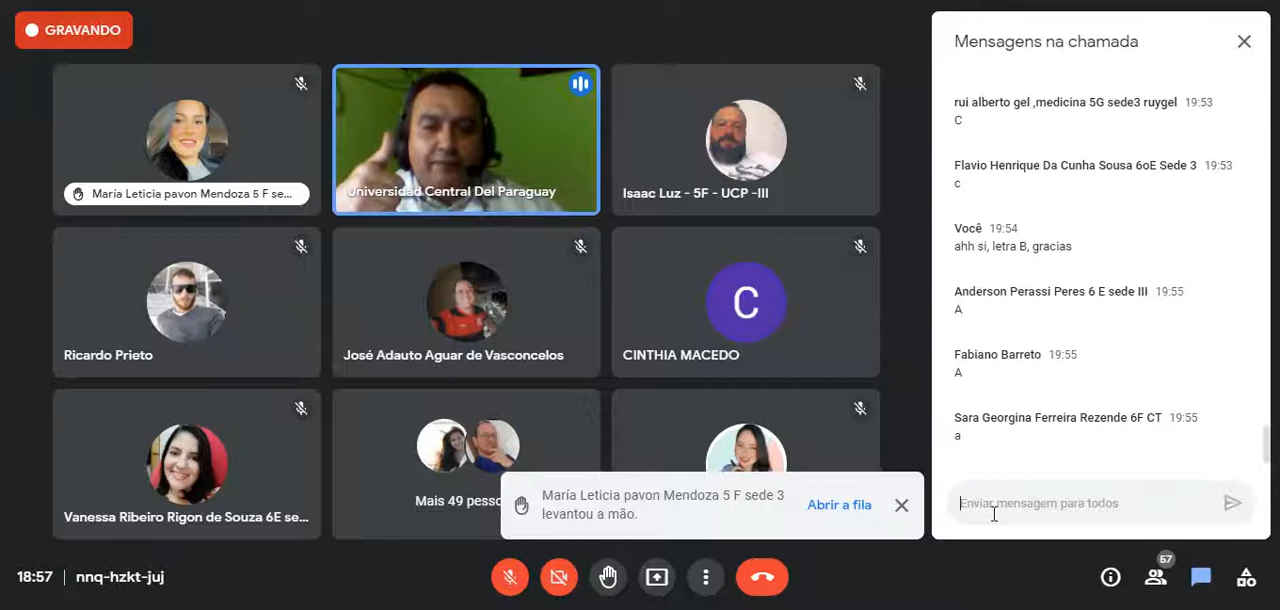 GRAVANDO
María Leticia pavon Mendoza 5 F se...
Universidad Central Del Paraguay
Isaac Luz - 5F - UCP -III
Ricardo Prieto
José Adauto Aguar de Vasconcelos
C
CINTHIA MACEDO
Vanessa Ribeiro Rigon de Souza 6E se...
Mais 49 pesso
María Leticia pavon Mendoza 5 F sede 3
levantou a mão.
Abrir a fila
Mensagens na chamada
rui alberto gel ,medicina 5G sede3 ruygel 19:53
C
Flavio Henrique Da Cunha Sousa 6oE Sede 3 19:53
c
Você 19:54
ahh si, letra B, gracias
Anderson Perassi Peres 6 E sede III 19:55
A
Fabiano Barreto 19:55
A
Sara Georgina Ferreira Rezende 6F CT 19:55
a
Enviar mensagem para todos
18:57 | nnq-hzkt-juj
57